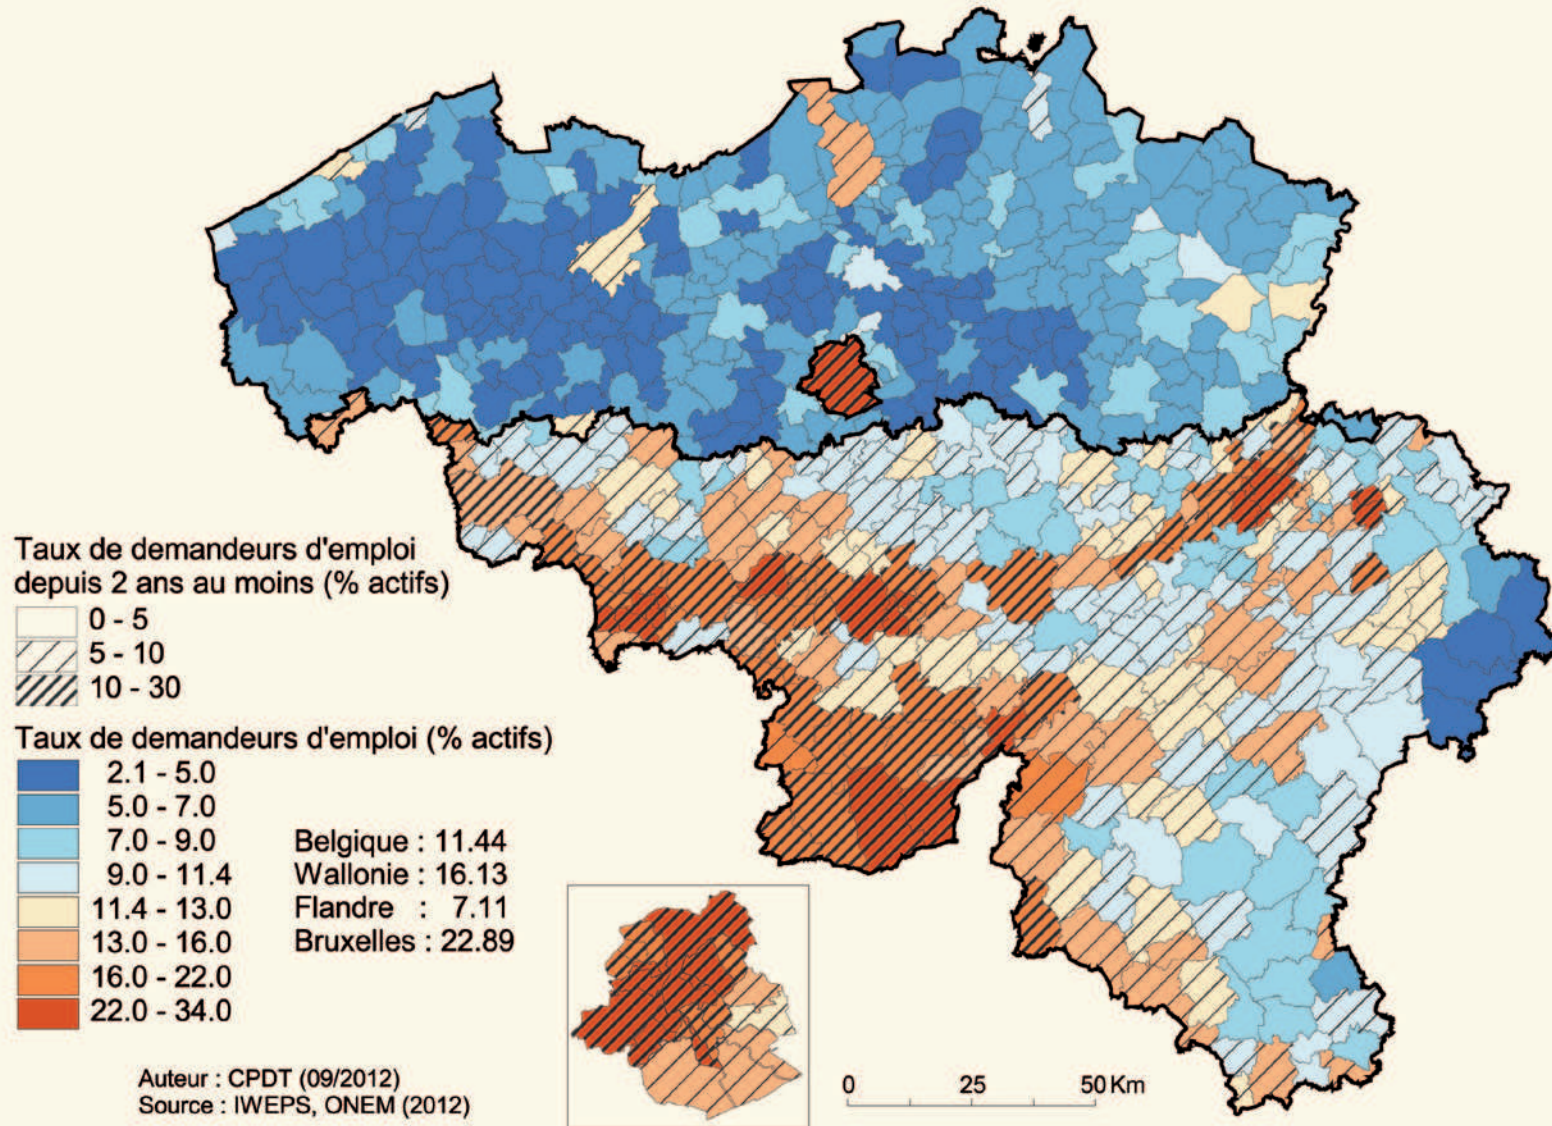 Taux de demandeurs d'emploi
depuis 2 ans au moins (% actifs)
0 - 5
5 - 10
10 - 30
Taux de demandeurs d'emploi (% actifs)
2.1 - 5.0
5.0 - 7.0
7.0 - 9.0
9.0 - 11.4
11.4 - 13.0
13.0 - 16.0
16.0 - 22.0
22.0 - 34.0
Belgique : 11.44
Wallonie : 16.13
Flandre : 7.11
Bruxelles : 22.89
Auteur : CPDT (09/2012)
Source : IWEPS, ONEM (2012)
0 25 50 Km